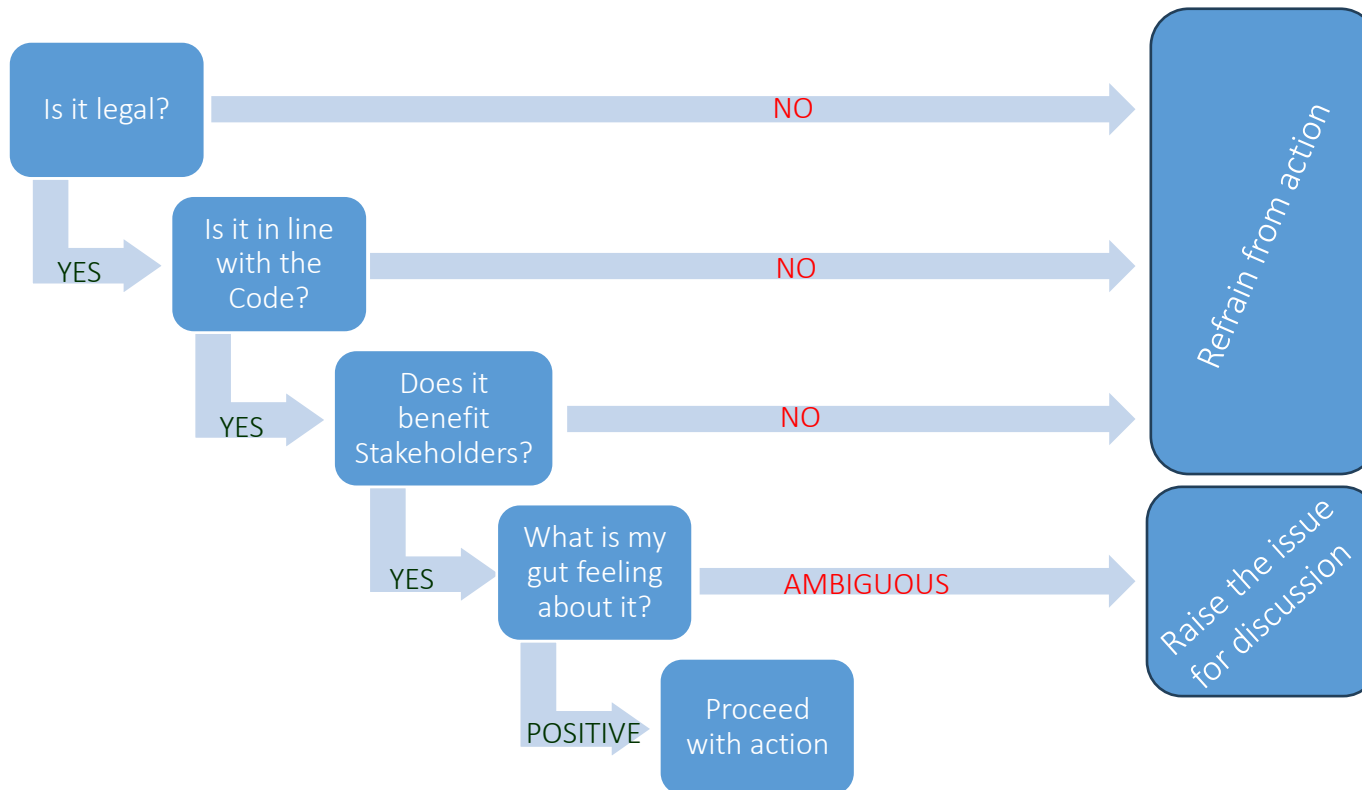 Is it legal?
NO
Refrain from action
YES
Is it in line
with the
Code?
NO
YES
Does it
benefit
Stakeholders?
NO
YES
What is my
gut feeling
about it?
AMBIGUOUS
Raise the issue
for discussion
POSITIVE
Proceed
with action